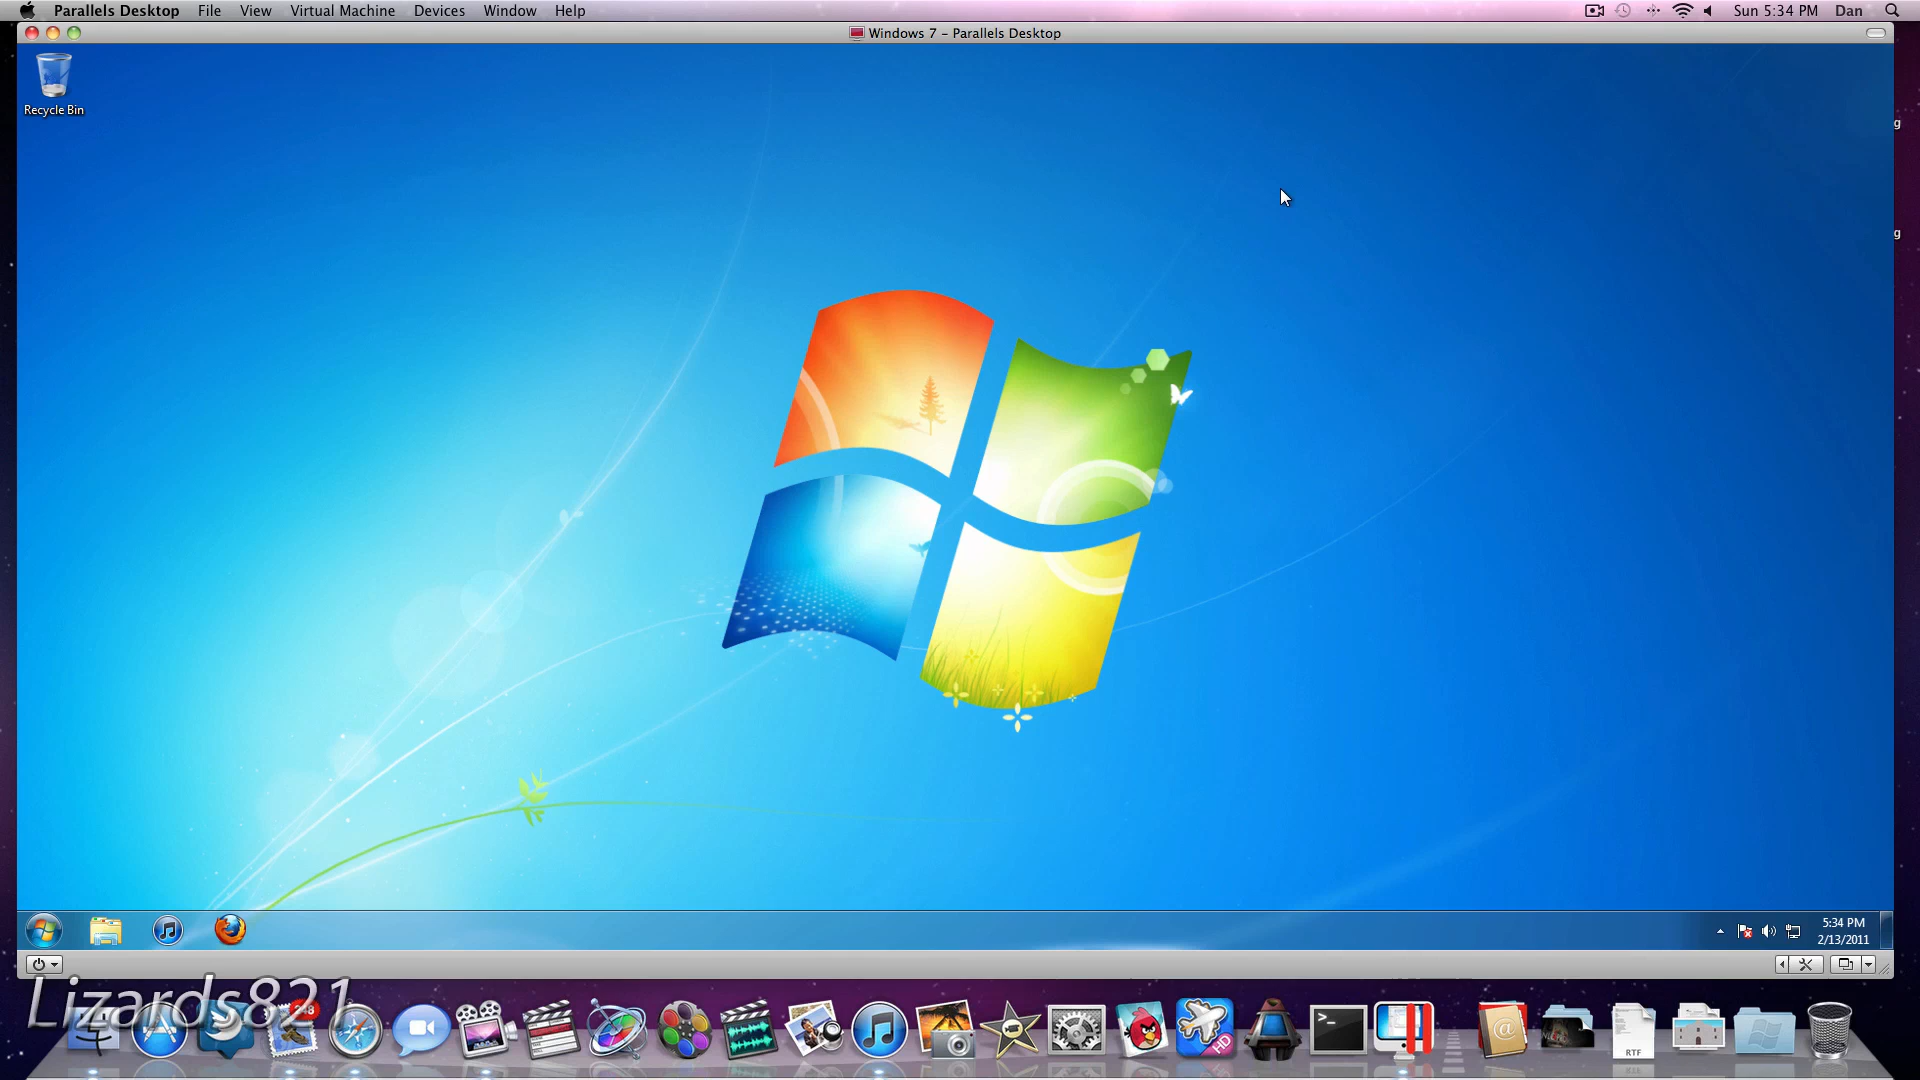 Parallels Desktop File View Virtual Machine Devices Window Help Sun 5:34 PM Dan
Windows 7 - Parallels Desktop
Recycle Bin
g
g
5:34 PM
2/13/2011
Lizards821
HD
>_
@
RTF